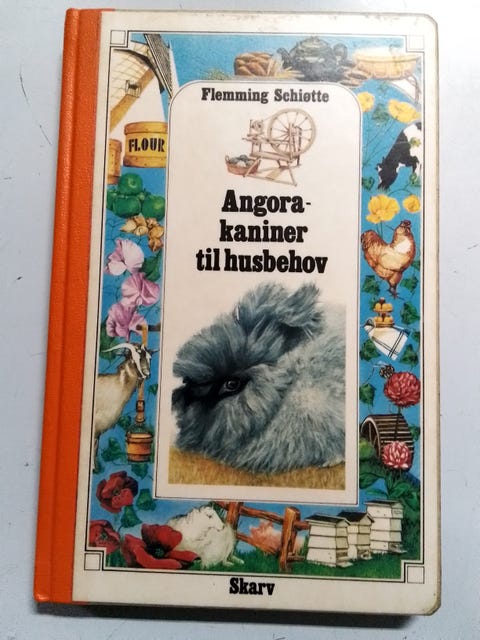 Flemming Schiøtte
FLOUR
Angora-
kaniner
til husbehov
Skarv